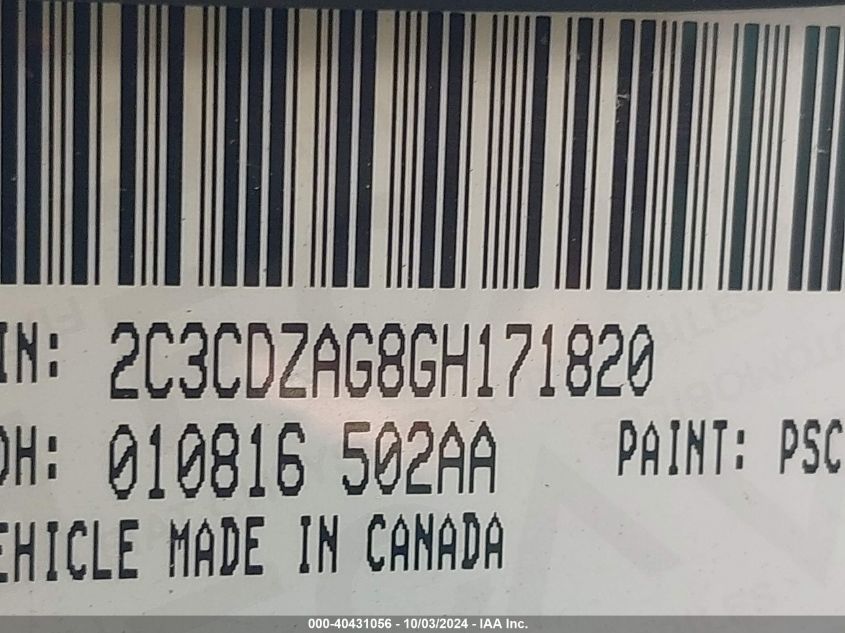 IN: 2C3CDZAG8GH171820
DH: 010816 502AA PAINT: PSC
EHICLE MADE IN CANADA
000-40431056 - 10/03/2024 - IAA Inc.